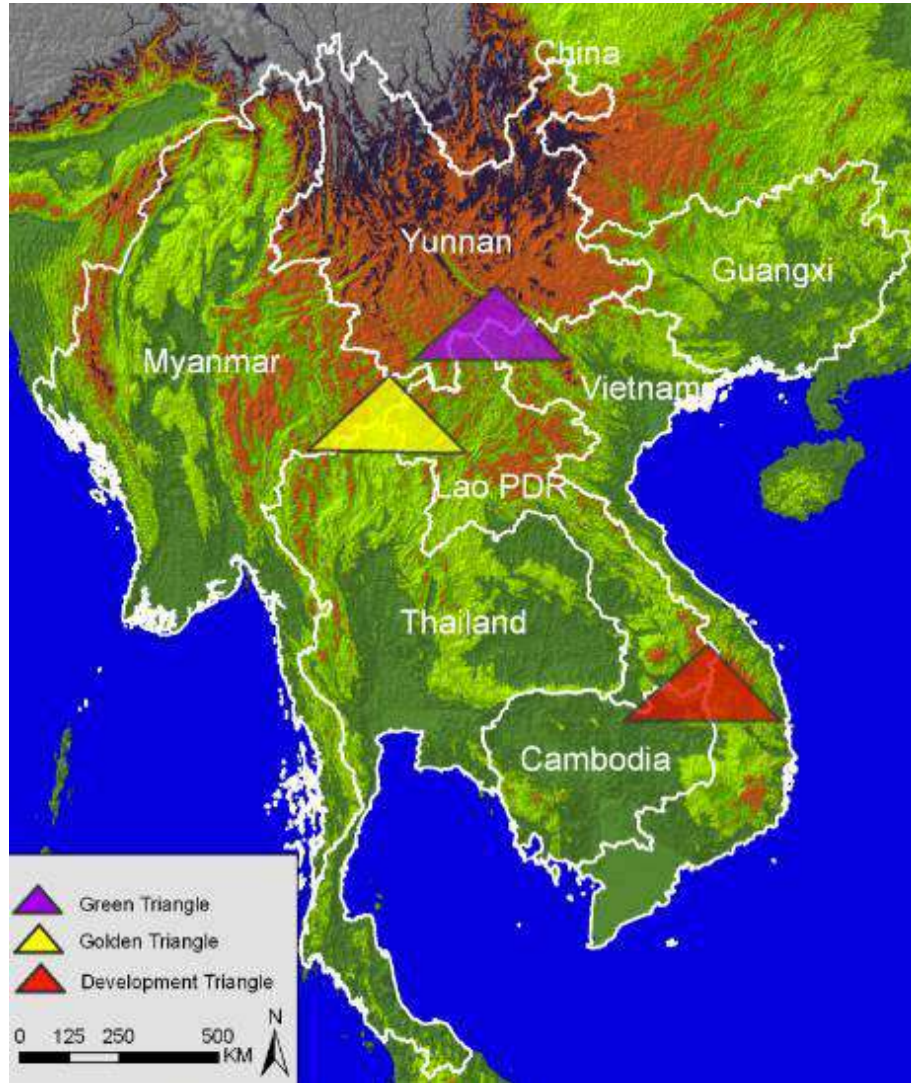 China
Yunnan
Guangxi
Myanmar
Vietnam
Lao PDR
Thailand
Cambodia
Green Triangle
Golden Triangle
Development Triangle
0 125 250 500
KM
N